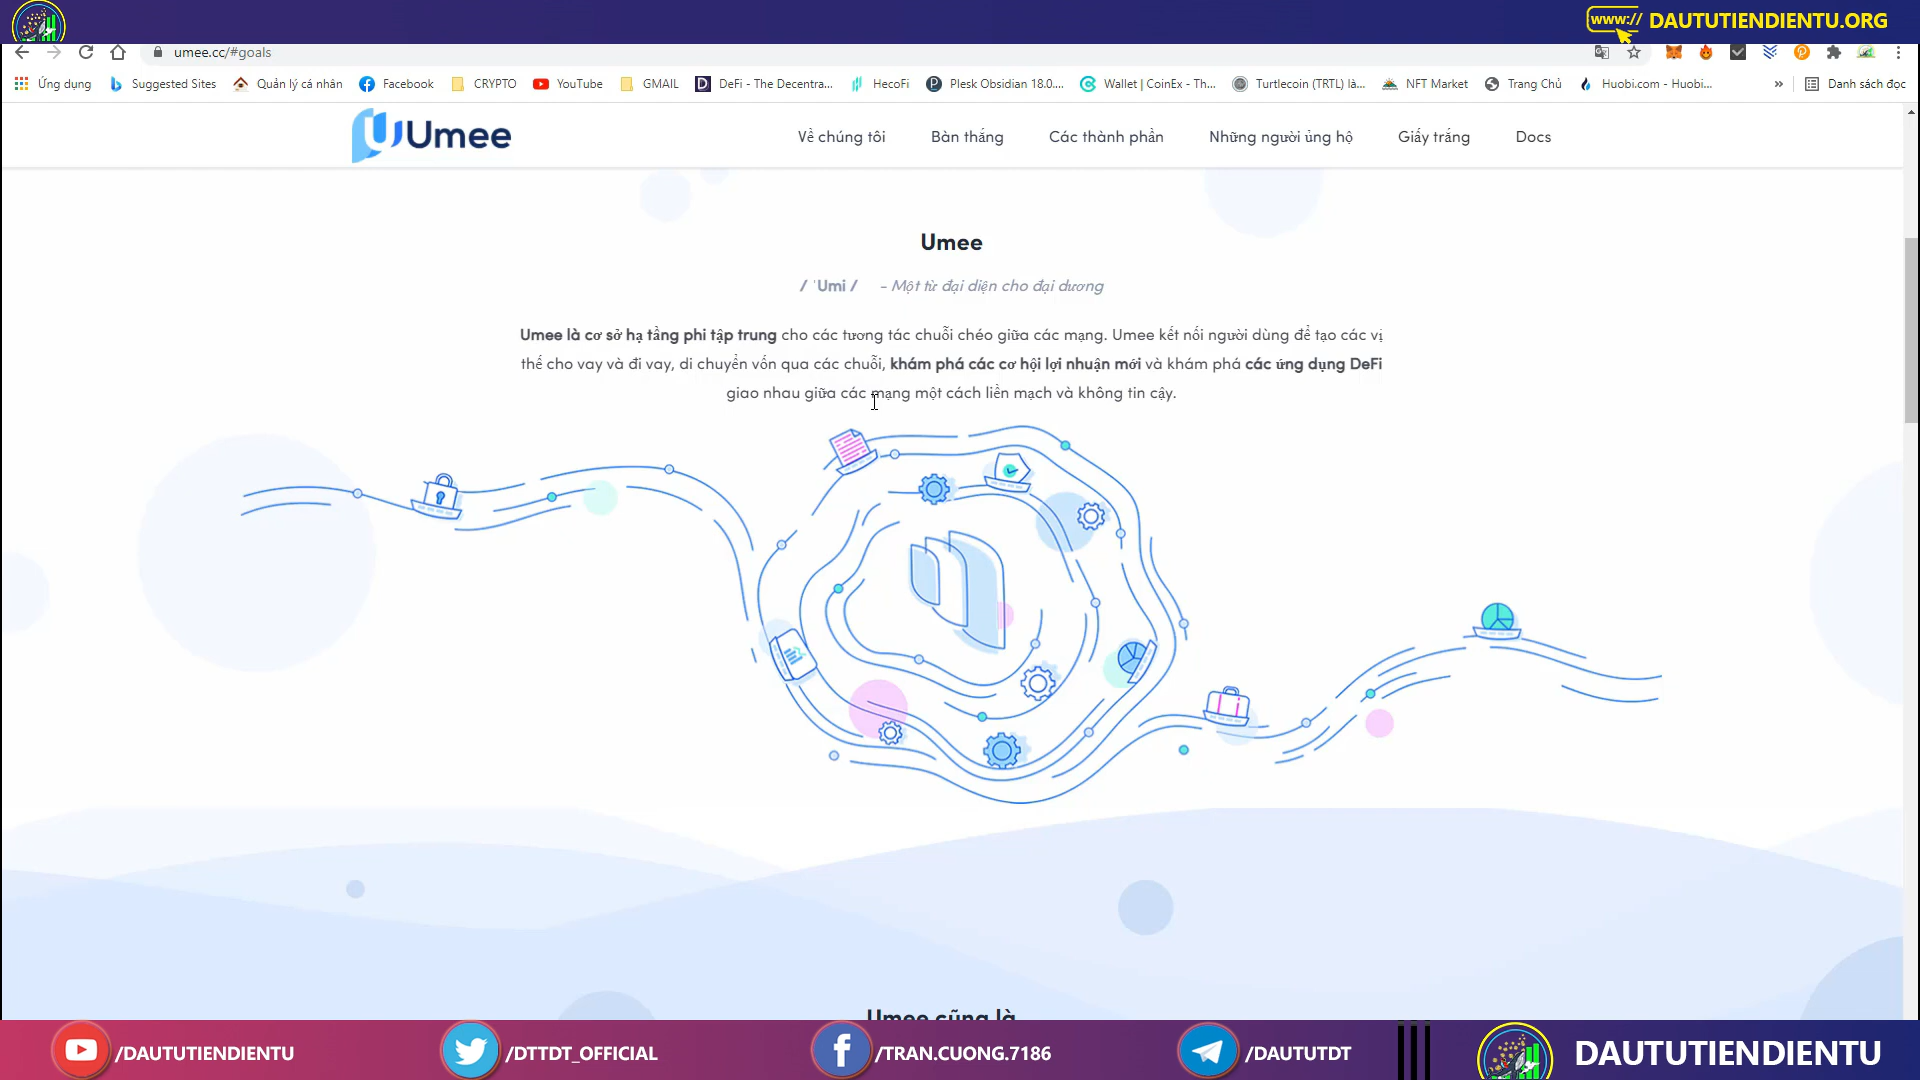 www:// DAUTUTIENDIENTU.ORG
umee.cc/#goals
Ứng dụng Suggested Sites Quản lý cá nhân Facebook CRYPTO YouTube GMAIL DeFi - The Decentra... HecoFi Plesk Obsidian 18.0.... Wallet | CoinEx - Th... Turtlecoin (TRTL) là... NFT Market Trang Chủ Huobi.com - Huobi... » Danh sách đọc
Umee Về chúng tôi Bàn thắng Các thành phần Những người ủng hộ Giấy trắng Docs
Umee
/ ˈUmi / - Một từ đại diện cho đại dương
Umee là cơ sở hạ tầng phi tập trung cho các tương tác chuỗi chéo giữa các mạng. Umee kết nối người dùng để tạo các vị
thế cho vay và đi vay, di chuyển vốn qua các chuỗi, khám phá các cơ hội lợi nhuận mới và khám phá các ứng dụng DeFi
giao nhau giữa các mạng một cách liền mạch và không tin cậy.
Umee cũng là
/DAUTUTIENDIENTU /DTTDT_OFFICIAL /TRAN.CUONG.7186 /DAUTUTDT DAUTUTIENDIENTU